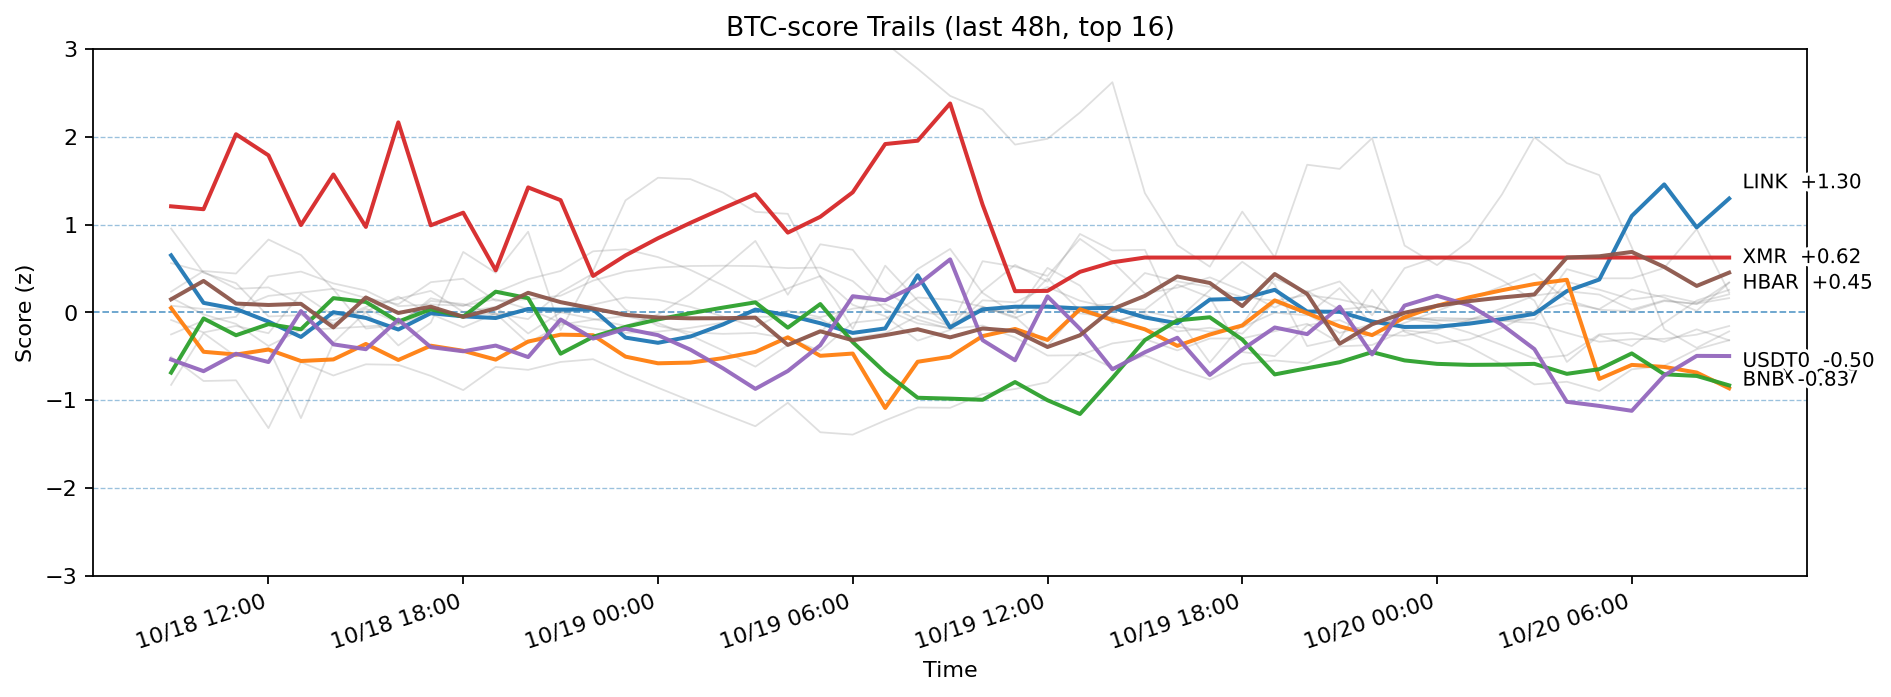 BTC-score Trails (last 48h, top 16)
Score (z)
3
2
1
0
−1
−2
−3
LINK +1.30
XMR +0.62
HBAR +0.45
USDT0 -0.50
BNB -0.83
10/18 12:00
10/18 18:00
10/19 00:00
10/19 06:00
10/19 12:00
10/19 18:00
10/20 00:00
10/20 06:00
Time